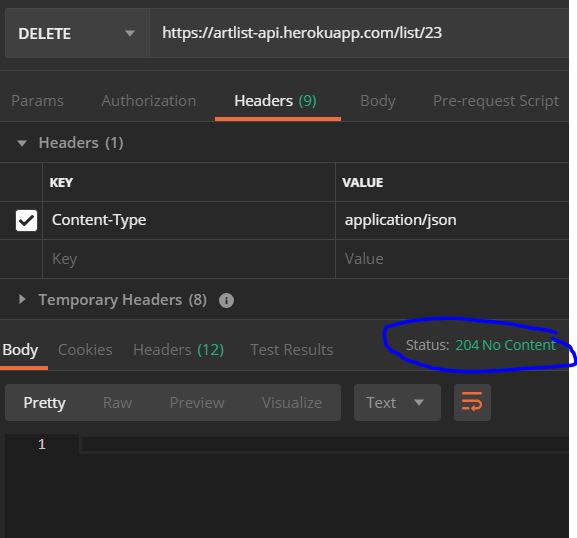 DELETE https://artlist-api.herokuapp.com/list/23
Params Authorization Headers (9) Body Pre-request Script
Headers (1)
KEY VALUE
Content-Type application/json
Key Value
Temporary Headers (8) i
Body Cookies Headers (12) Test Results Status: 204 No Content
Pretty Raw Preview Visualize Text
1